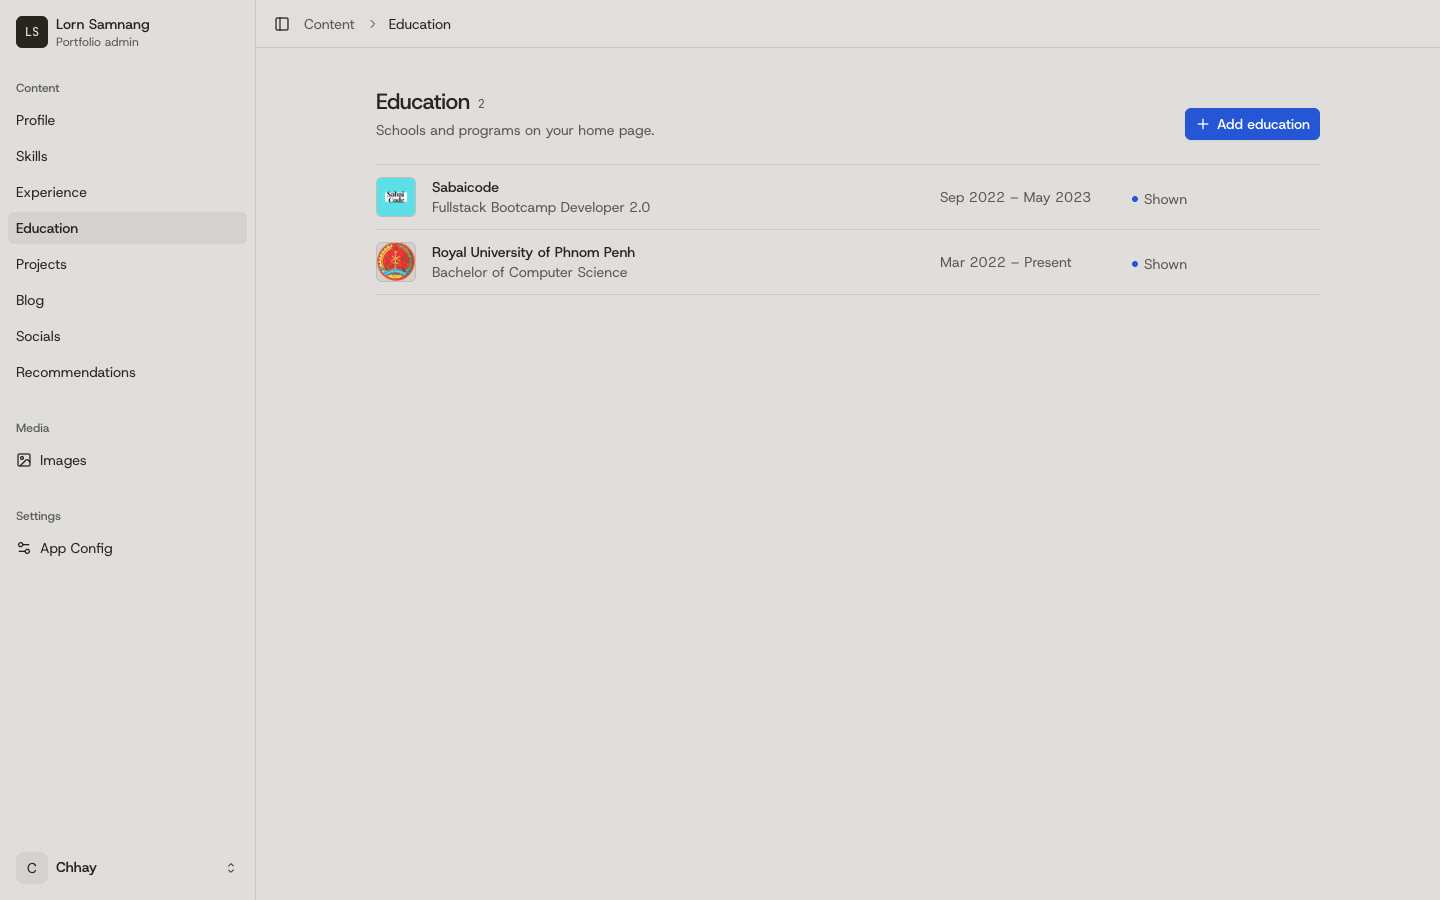 LS
Lorn Samnang
Portfolio admin
Content
Profile
Skills
Experience
Education
Projects
Blog
Socials
Recommendations
Media
Images
Settings
App Config
C
Chhay
Content
Education
Education 2
Schools and programs on your home page.
Add education
Sabai
Code
Sabaicode
Fullstack Bootcamp Developer 2.0
Sep 2022 – May 2023
Shown
Royal University of Phnom Penh
Bachelor of Computer Science
Mar 2022 – Present
Shown